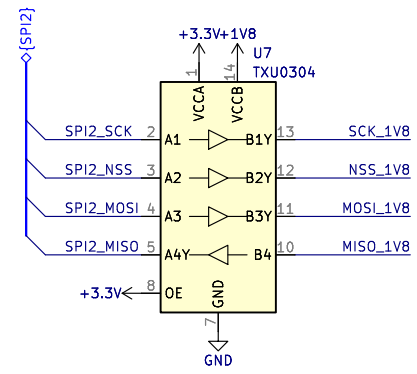 {SPI2}
+3.3V
+1V8
U7
TXU0304
1
14
VCCA
VCCB
SPI2_SCK 2 A1 B1Y 13 SCK_1V8
SPI2_NSS 3 A2 B2Y 12 NSS_1V8
SPI2_MOSI 4 A3 B3Y 11 MOSI_1V8
SPI2_MISO 5 A4Y B4 10 MISO_1V8
+3.3V 8 OE
GND
7
GND